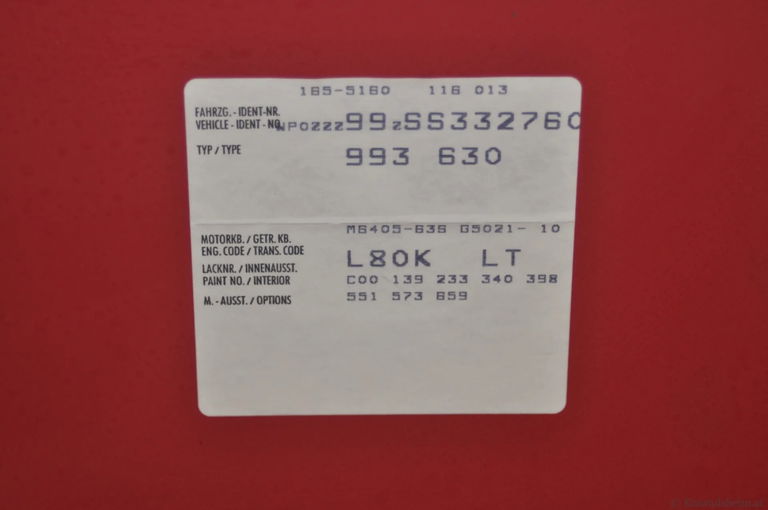 165-5160 116 013
FAHRZG.-IDENT-NR.
VEHICLE-IDENT-NO. WP0ZZZ99ZSS332760
TYP / TYPE 993 630
MOTORKB. / GETR. KB. M6405-636 G5021- 10
ENG. CODE / TRANS. CODE
LACKNR. / INNENAUSST. L80K LT
PAINT NO. / INTERIOR C00 139 233 340 398
M.-AUSST. / OPTIONS 551 573 659